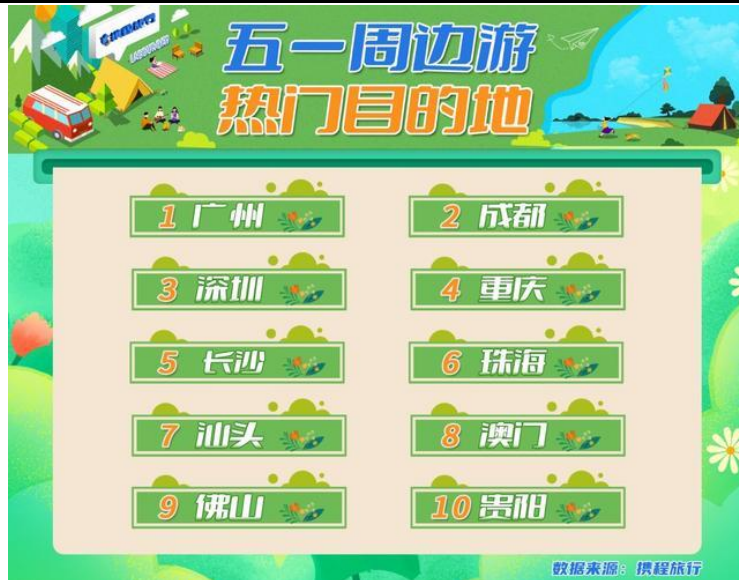 五一周边游
热门目的地
1 广州
2 成都
3 深圳
4 重庆
5 长沙
6 珠海
7 汕头
8 澳门
9 佛山
10 贵阳
数据来源：携程旅行